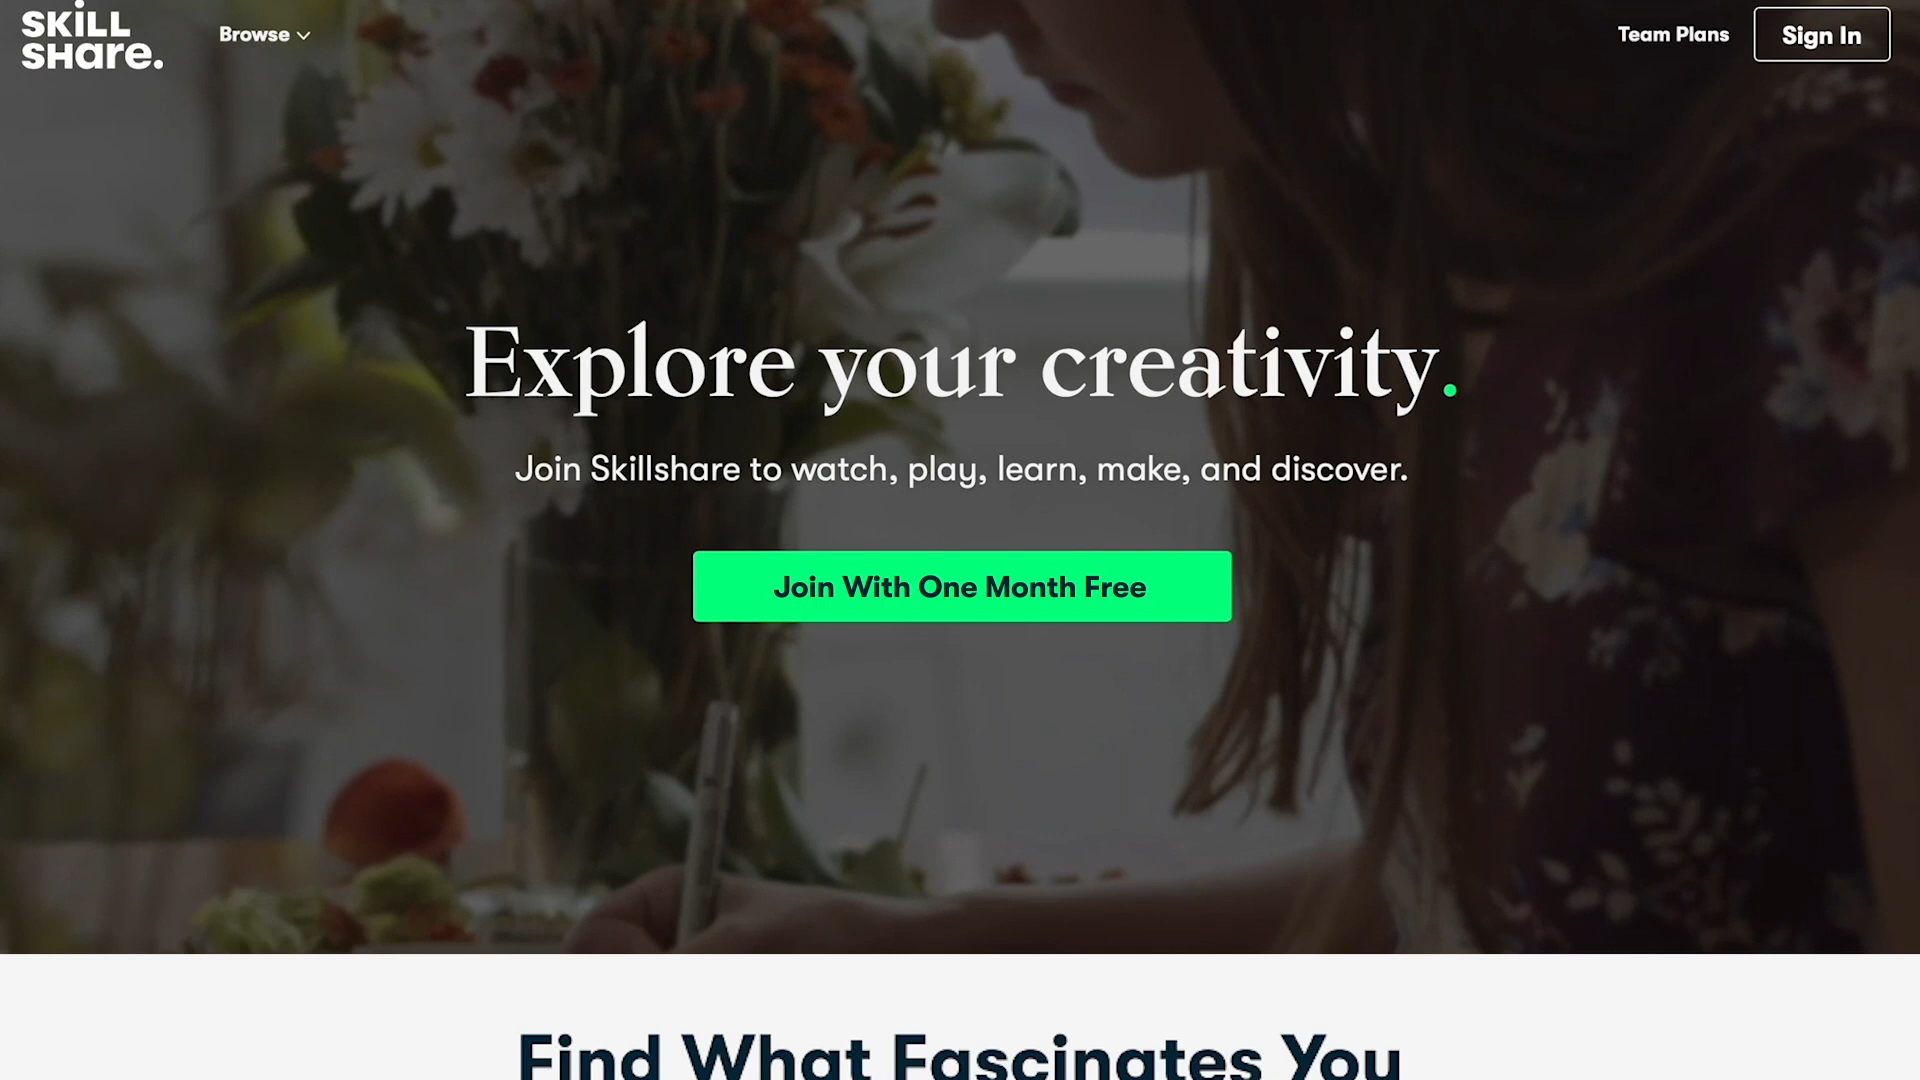 SKiLL
SHare.
Browse
Team Plans
Sign In
Explore your creativity.
Join Skillshare to watch, play, learn, make, and discover.
Join With One Month Free
Find What Fascinates You